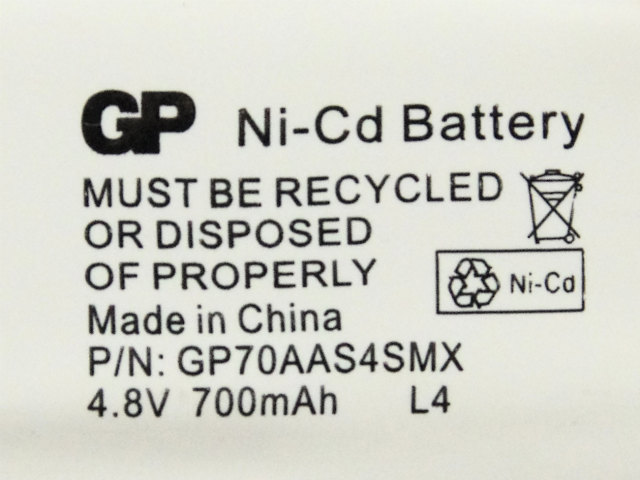 GP Ni-Cd Battery
MUST BE RECYCLED
OR DISPOSED
OF PROPERLY
Ni-Cd
Made in China
P/N: GP70AAS4SMX
4.8V 700mAh L4